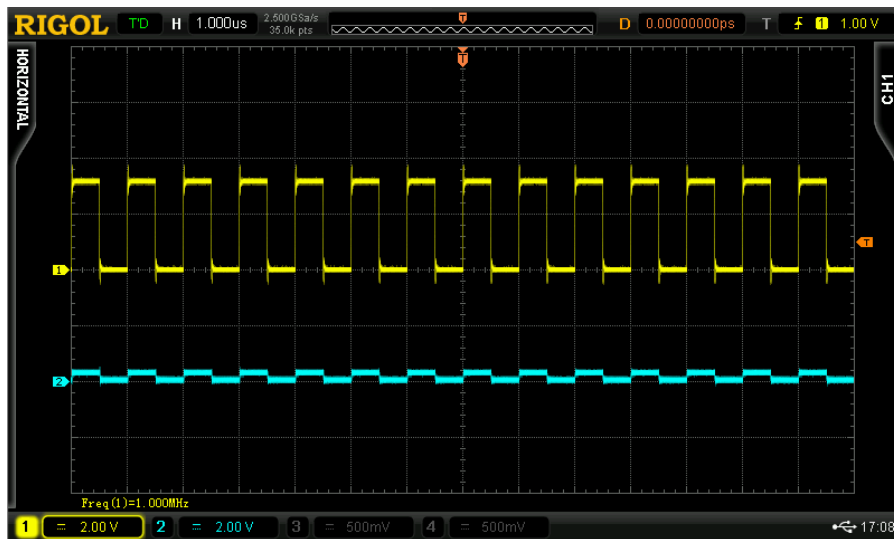 RIGOL T'D H 1.000us 2.500GSa/s 35.0k pts D 0.00000000ps T 1 1.00 V
T
HORIZONTAL
CH1
T
1
2
Freq(1)=1.000MHz
1 = 2.00 V 2 = 2.00 V 3 = 500mV 4 = 500mV 17:08